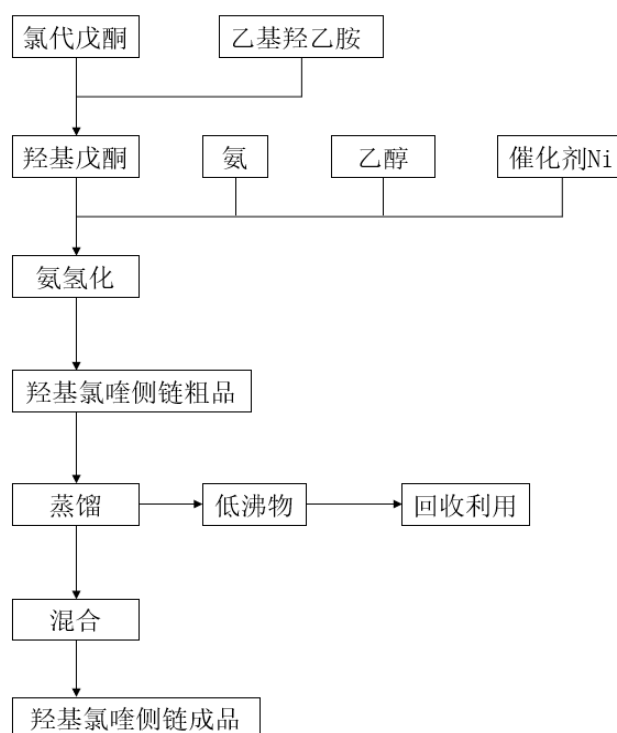 氯代戊酮
乙基羟乙胺
羟基戊酮
氨
乙醇
催化剂Ni
氨氢化
羟基氯喹侧链粗品
蒸馏
低沸物
回收利用
混合
羟基氯喹侧链成品